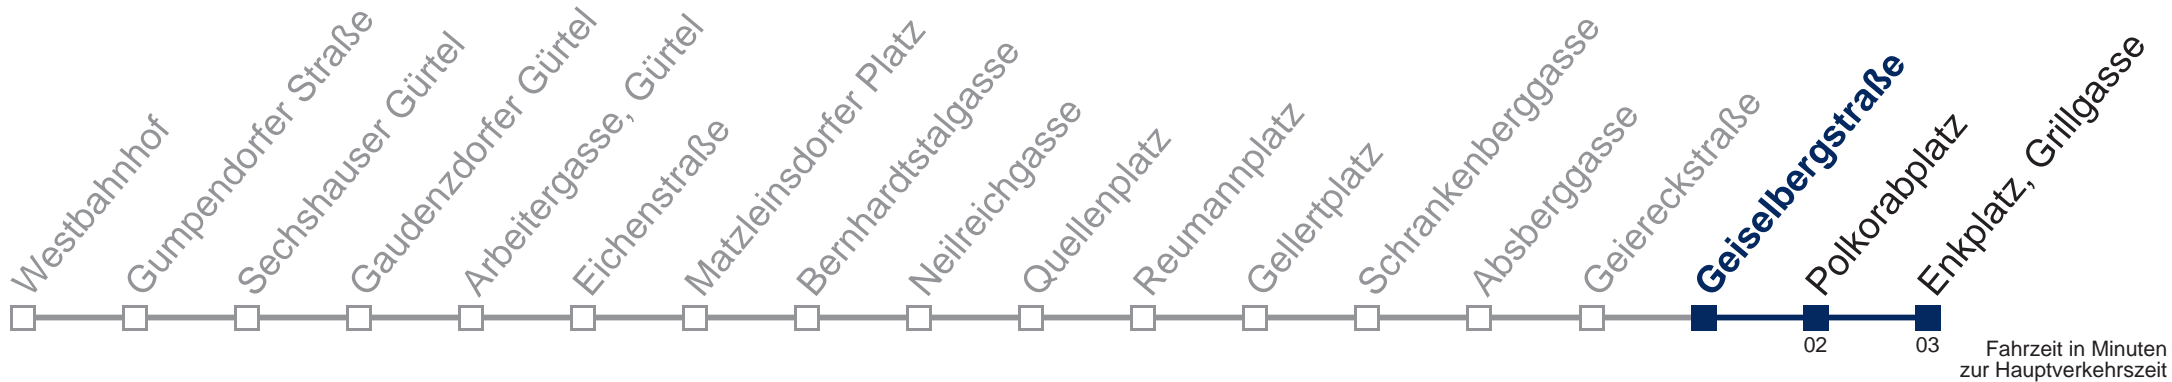 Westbahnhof
Gumpendorfer Straße
Sechshauser Gürtel
Gaudenzdorfer Gürtel
Arbeitergasse, Gürtel
Eichenstraße
Matzleinsdorfer Platz
Bernhardtstalgasse
Neilreichgasse
Quellenplatz
Reumannplatz
Gellertplatz
Schrankenberggasse
Absberggasse
Geiereckstraße
Geiselbergstraße
Polkorabplatz
Enkplatz, Grillgasse
02
03
Fahrzeit in Minuten
zur Hauptverkehrszeit